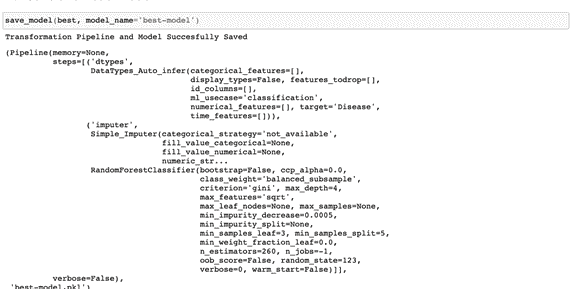 save_model(best, model_name='best-model')
Transformation Pipeline and Model Succesfully Saved
(Pipeline(memory=None,
steps=[('dtypes',
DataTypes_Auto_infer(categorical_features=[],
display_types=False, features_todrop=[],
id_columns=[],
ml_usecase='classification',
numerical_features=[], target='Disease',
time_features=[])),
('imputer',
Simple_Imputer(categorical_strategy='not_available',
fill_value_categorical=None,
fill_value_numerical=None,
numeric_str...
RandomForestClassifier(bootstrap=False, ccp_alpha=0.0,
class_weight='balanced_subsample',
criterion='gini', max_depth=4,
max_features='sqrt',
max_leaf_nodes=None, max_samples=None,
min_impurity_decrease=0.0005,
min_impurity_split=None,
min_samples_leaf=3, min_samples_split=5,
min_weight_fraction_leaf=0.0,
n_estimators=260, n_jobs=-1,
oob_score=False, random_state=123,
verbose=0, warm_start=False)]],
verbose=False),
'best-model.pkl')